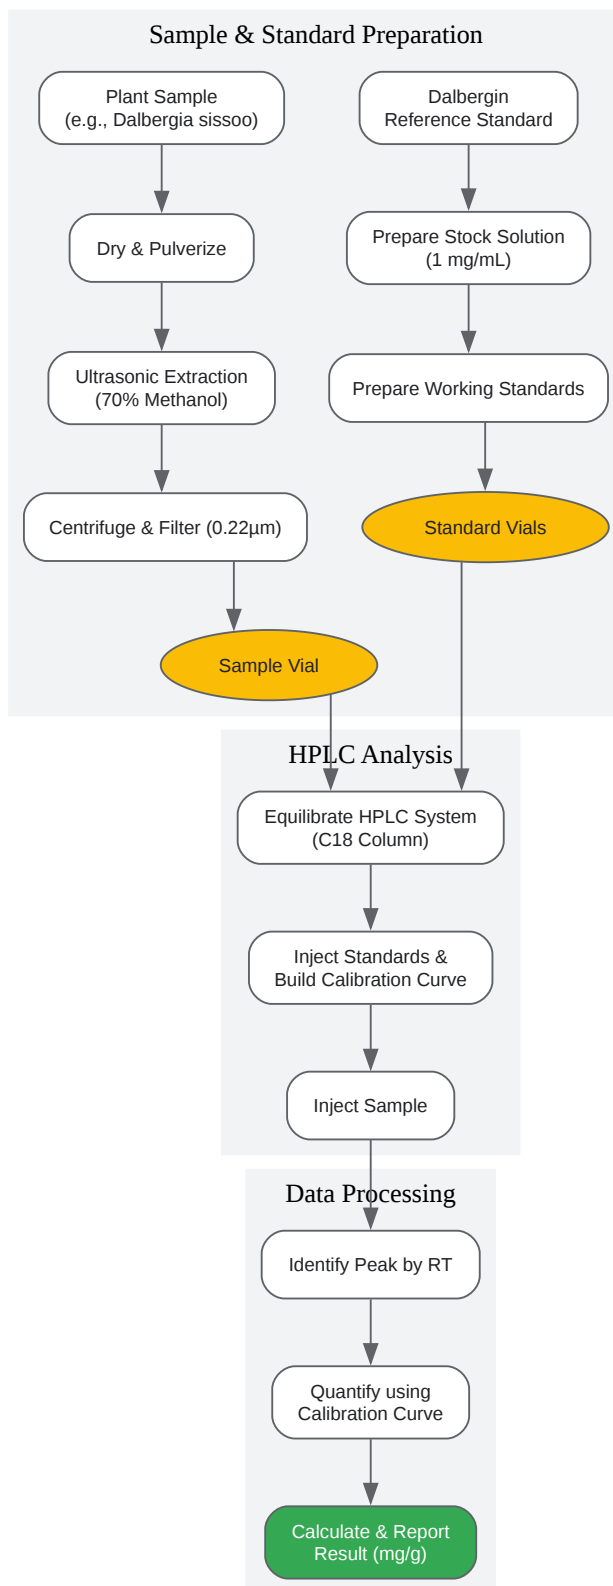 Sample & Standard Preparation
Plant Sample
(e.g., Dalbergia sissoo)
Dalbergin
Reference Standard
Dry & Pulverize
Prepare Stock Solution
(1 mg/mL)
Ultrasonic Extraction
(70% Methanol)
Prepare Working Standards
Centrifuge & Filter (0.22µm)
Standard Vials
Sample Vial
HPLC Analysis
Equilibrate HPLC System
(C18 Column)
Inject Standards &
Build Calibration Curve
Inject Sample
Data Processing
Identify Peak by RT
Quantify using
Calibration Curve
Calculate & Report
Result (mg/g)